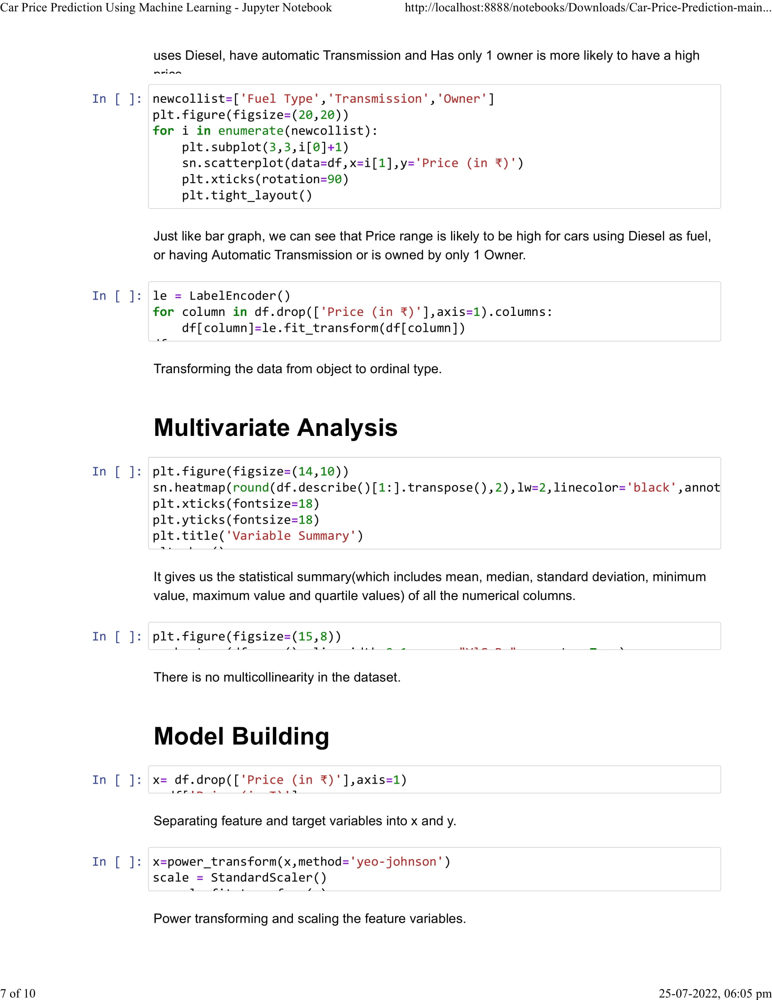 Car Price Prediction Using Machine Learning - Jupyter Notebook
http://localhost:8888/notebooks/Downloads/Car-Price-Prediction-main...
uses Diesel, have automatic Transmission and Has only 1 owner is more likely to have a high
In [ ]: newcollist=['Fuel Type','Transmission','Owner']
plt.figure(figsize=(20,20))
for i in enumerate(newcollist):
    plt.subplot(3,3,i[0]+1)
    sn.scatterplot(data=df,x=i[1],y='Price (in ₹)')
    plt.xticks(rotation=90)
    plt.tight_layout()
Just like bar graph, we can see that Price range is likely to be high for cars using Diesel as fuel,
or having Automatic Transmission or is owned by only 1 Owner.
In [ ]: le = LabelEncoder()
for column in df.drop(['Price (in ₹)'],axis=1).columns:
    df[column]=le.fit_transform(df[column])
Transforming the data from object to ordinal type.
Multivariate Analysis
In [ ]: plt.figure(figsize=(14,10))
sn.heatmap(round(df.describe()[1:].transpose(),2),lw=2,linecolor='black',annot
plt.xticks(fontsize=18)
plt.yticks(fontsize=18)
plt.title('Variable Summary')
It gives us the statistical summary(which includes mean, median, standard deviation, minimum
value, maximum value and quartile values) of all the numerical columns.
In [ ]: plt.figure(figsize=(15,8))
There is no multicollinearity in the dataset.
Model Building
In [ ]: x= df.drop(['Price (in ₹)'],axis=1)
Separating feature and target variables into x and y.
In [ ]: x=power_transform(x,method='yeo-johnson')
scale = StandardScaler()
Power transforming and scaling the feature variables.
7 of 10
25-07-2022, 06:05 pm